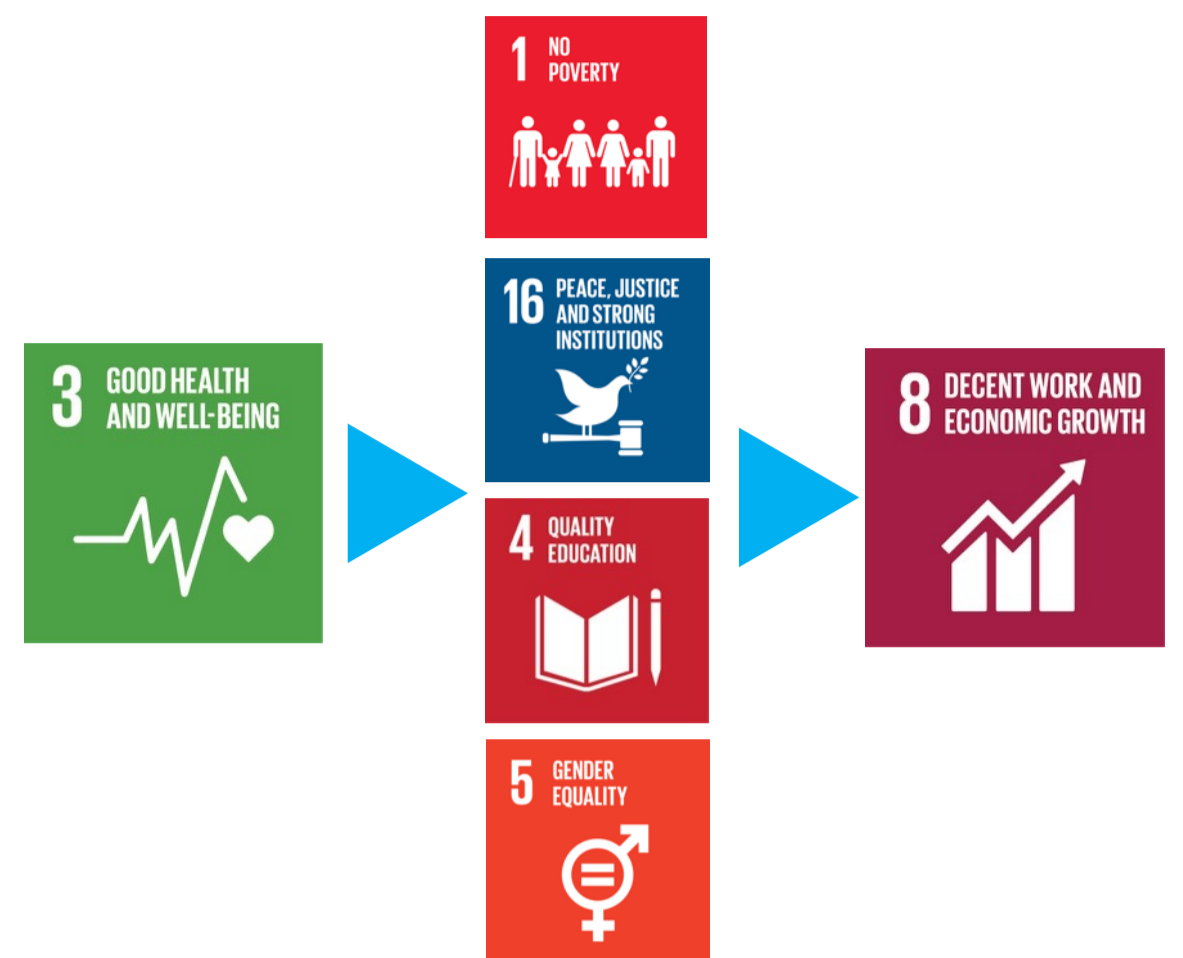 3 GOOD HEALTH
AND WELL-BEING
1 NO
POVERTY
16 PEACE, JUSTICE
AND STRONG
INSTITUTIONS
4 QUALITY
EDUCATION
5 GENDER
EQUALITY
8 DECENT WORK AND
ECONOMIC GROWTH